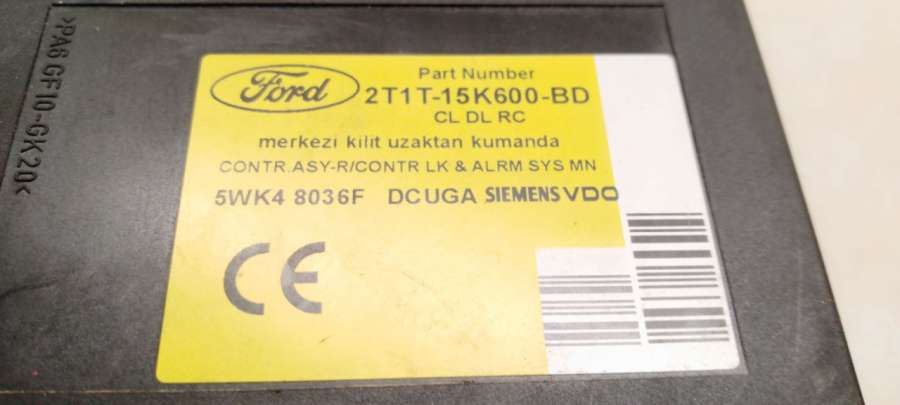 >PA6 GF10-GK20<
Ford
Part Number
2T1T-15K600-BD
CL DL RC
merkezi kilit uzaktan kumanda
CONTR.ASY-R/CONTR LK & ALRM SYS MN
5WK4 8036F DCUGA SIEMENS VDO
CE